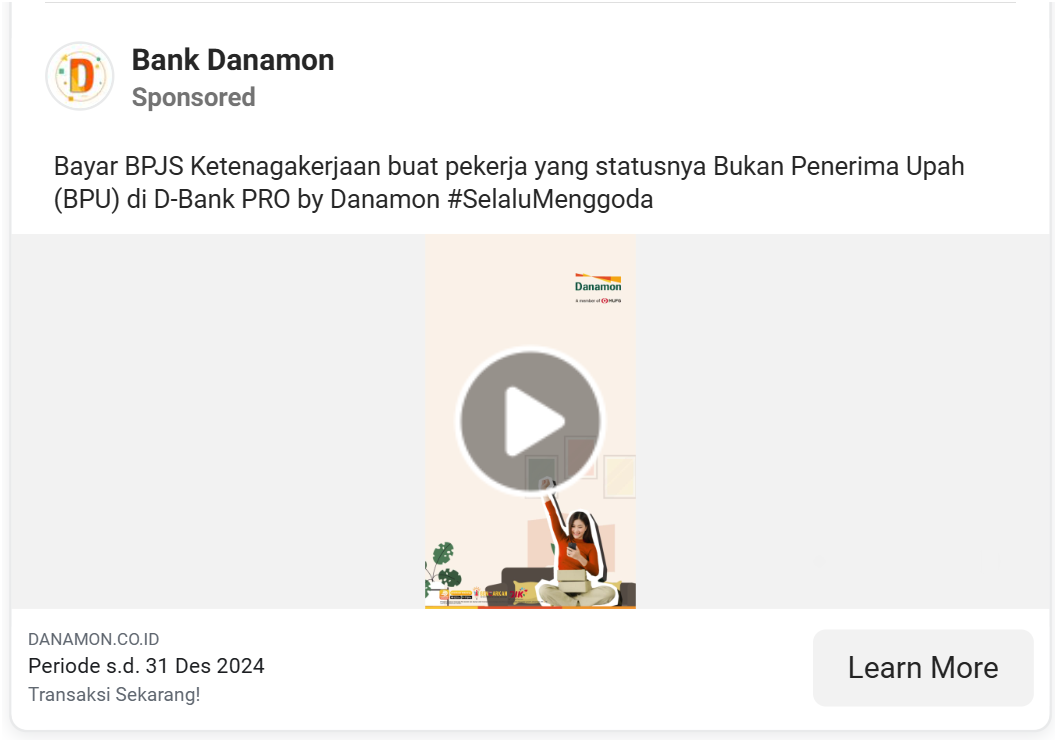 Bank Danamon
Sponsored
Bayar BPJS Ketenagakerjaan buat pekerja yang statusnya Bukan Penerima Upah
(BPU) di D-Bank PRO by Danamon #SelaluMenggoda
Danamon
A member of MUFG
DANAMON.CO.ID
Periode s.d. 31 Des 2024
Transaksi Sekarang!
Learn More